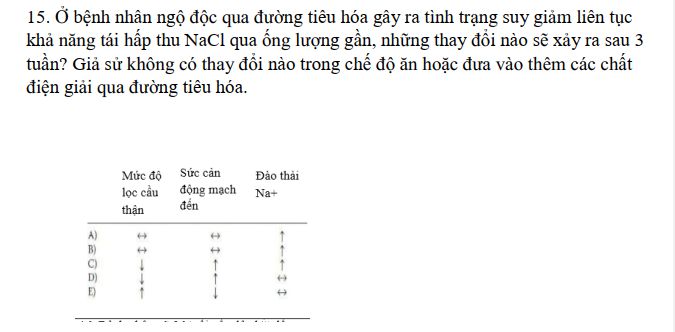 15. Ở bệnh nhân ngộ độc qua đường tiêu hóa gây ra tình trạng suy giảm liên tục
khả năng tái hấp thu NaCl qua ống lượng gần, những thay đổi nào sẽ xảy ra sau 3
tuần? Giả sử không có thay đổi nào trong chế độ ăn hoặc đưa vào thêm các chất
điện giải qua đường tiêu hóa.
Mức độ lọc cầu thận Sức cản động mạch đến Đào thải Na+
A) ↔ ↔ ↑
B) ↔ ↔ ↑
C) ↓ ↑ ↑
D) ↓ ↑ ↔
E) ↑ ↓ ↔